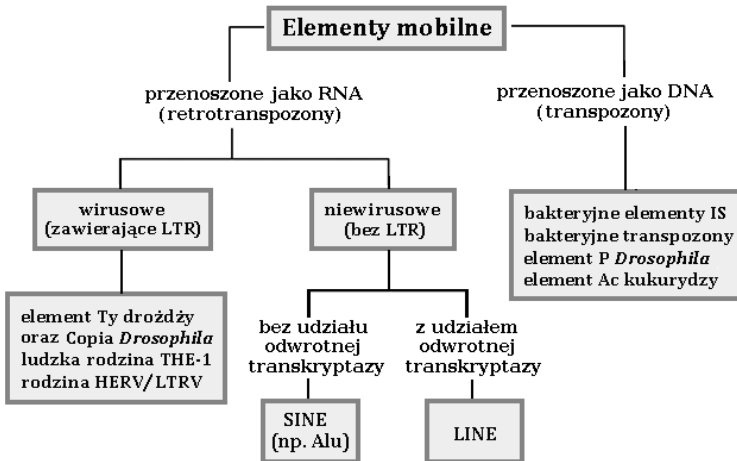 Elementy mobilne
przenoszone jako RNA
(retrotranspozony)
przenoszone jako DNA
(transpozony)
wirusowe
(zawierające LTR)
niewirusowe
(bez LTR)
bakteryjne elementy IS
bakteryjne transpozony
element P Drosophila
element Ac kukurydzy
element Ty drożdży
oraz Copia Drosophila
ludzka rodzina THE-1
rodzina HERV/LTRV
bez udziału
odwrotnej
transkryptazy
z udziałem
odwrotnej
transkryptazy
SINE
(np. Alu)
LINE